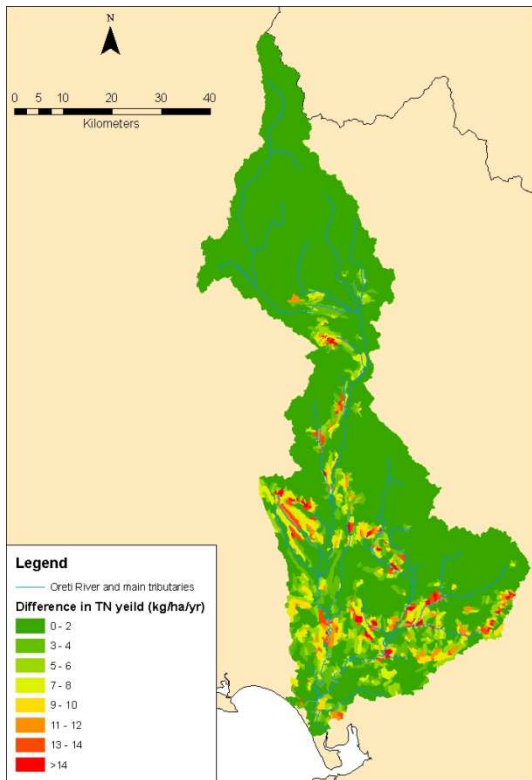 N
0 5 10 20 30 40
Kilometers
Legend
Oreti River and main tributaries
Difference in TN yeild (kg/ha/yr)
0 - 2
3 - 4
5 - 6
7 - 8
9 - 10
11 - 12
13 - 14
>14